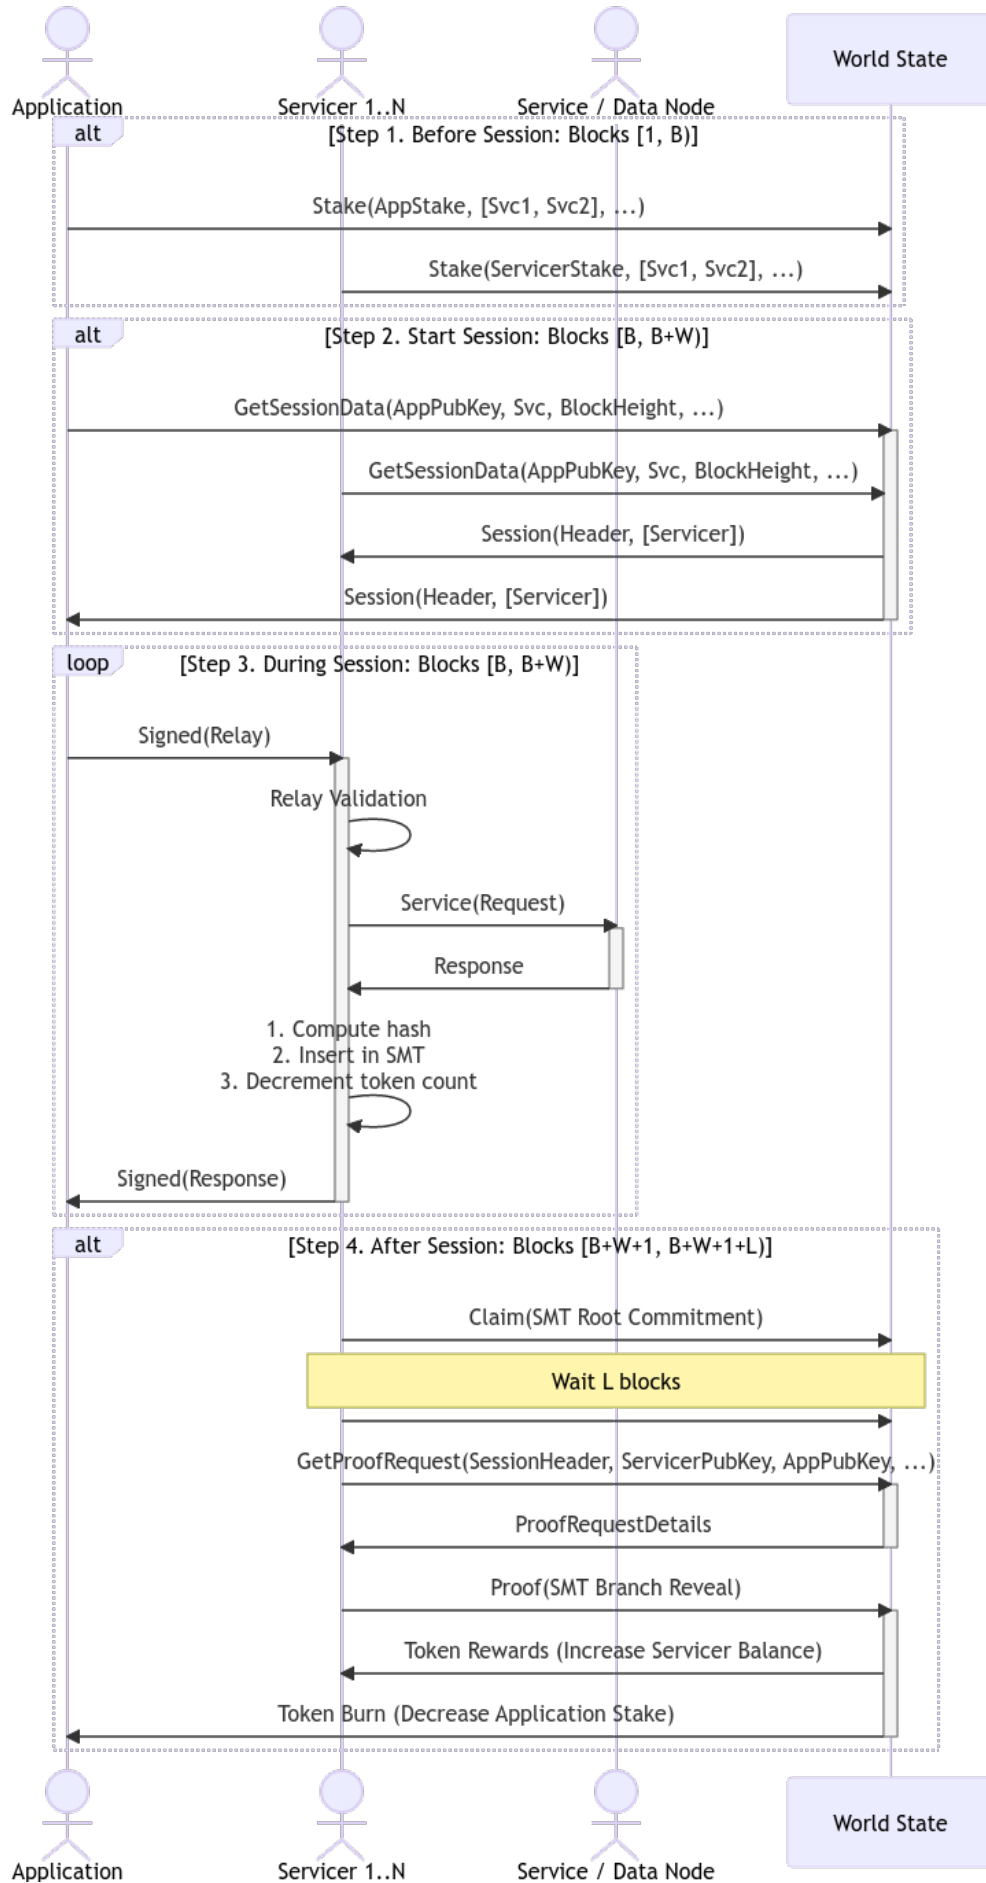 Application
Servicer 1..N
Service / Data Node
World State
alt
[Step 1. Before Session: Blocks [1, B)]
Stake(AppStake, [Svc1, Svc2], ...)
Stake(ServicerStake, [Svc1, Svc2], ...)
alt
[Step 2. Start Session: Blocks [B, B+W)]
GetSessionData(AppPubKey, Svc, BlockHeight, ...)
GetSessionData(AppPubKey, Svc, BlockHeight, ...)
Session(Header, [Servicer])
Session(Header, [Servicer])
loop
[Step 3. During Session: Blocks [B, B+W)]
Signed(Relay)
Relay Validation
Service(Request)
Response
1. Compute hash
2. Insert in SMT
3. Decrement token count
Signed(Response)
alt
[Step 4. After Session: Blocks [B+W+1, B+W+1+L)]
Claim(SMT Root Commitment)
Wait L blocks
GetProofRequest(SessionHeader, ServicerPubKey, AppPubKey, ...)
ProofRequestDetails
Proof(SMT Branch Reveal)
Token Rewards (Increase Servicer Balance)
Token Burn (Decrease Application Stake)
Application
Servicer 1..N
Service / Data Node
World State